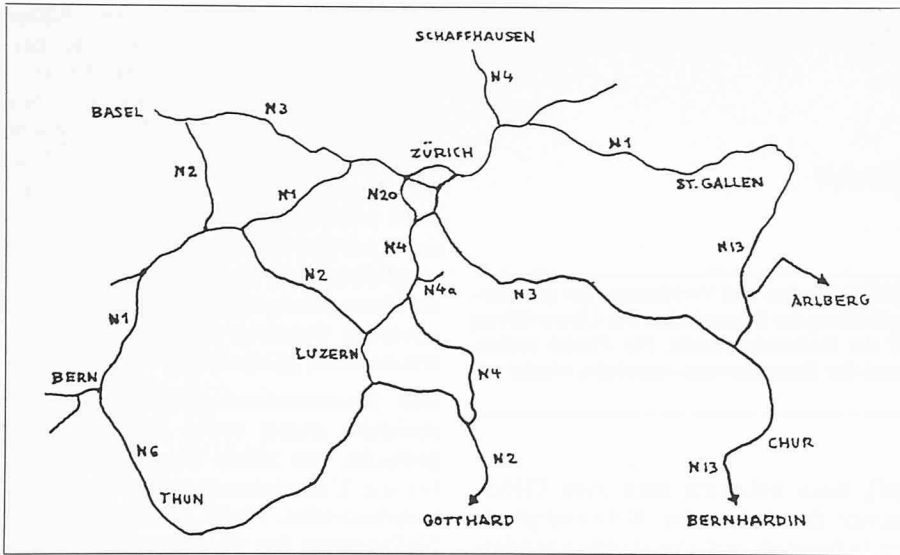 SCHAFFHAUSEN
N4
BASEL
N3
ZÜRICH
N1
N2
N1
N20
ST. GALLEN
N4
N13
N2
N4a
N3
ARLBERG
N1
LUZERN
BERN
N4
N6
CHUR
N2
N13
THUN
GOTTHARD
BERNHARDIN